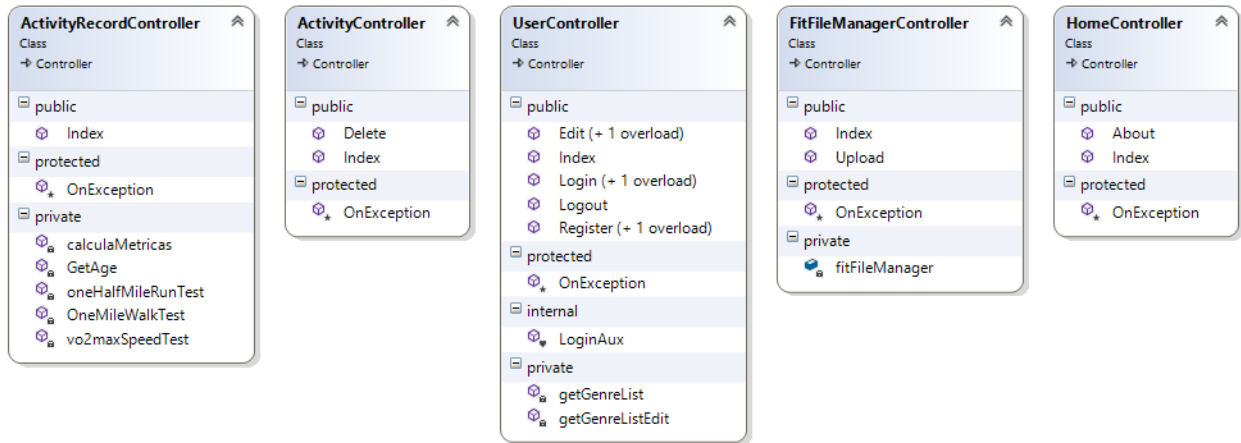 ActivityRecordController
Class
Controller
public
Index
protected
OnException
private
calculaMetricas
GetAge
oneHalfMileRunTest
OneMileWalkTest
vo2maxSpeedTest
ActivityController
Class
Controller
public
Delete
Index
protected
OnException
UserController
Class
Controller
public
Edit (+ 1 overload)
Index
Login (+ 1 overload)
Logout
Register (+ 1 overload)
protected
OnException
internal
LoginAux
private
getGenreList
getGenreListEdit
FitFileManagerController
Class
Controller
public
Index
Upload
protected
OnException
private
fitFileManager
HomeController
Class
Controller
public
About
Index
protected
OnException